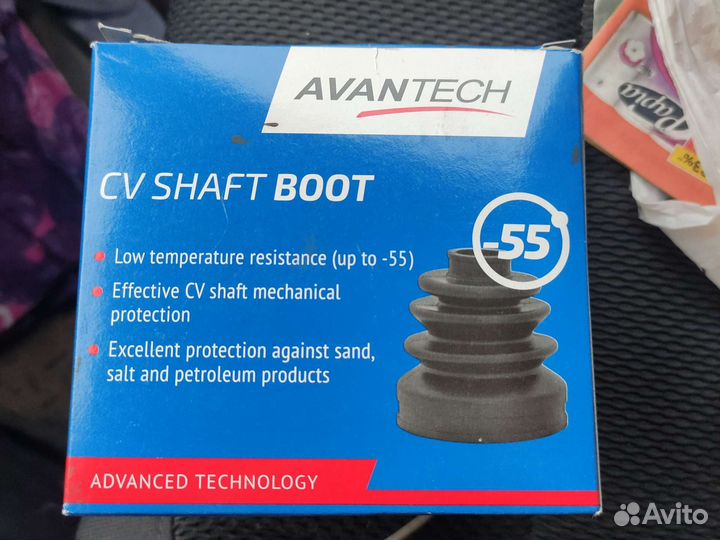 AVANTECH
CV SHAFT BOOT
-55°
Low temperature resistance (up to -55)
Effective CV shaft mechanical
protection
Excellent protection against sand,
salt and petroleum products
ADVANCED TECHNOLOGY
Papia
Avito